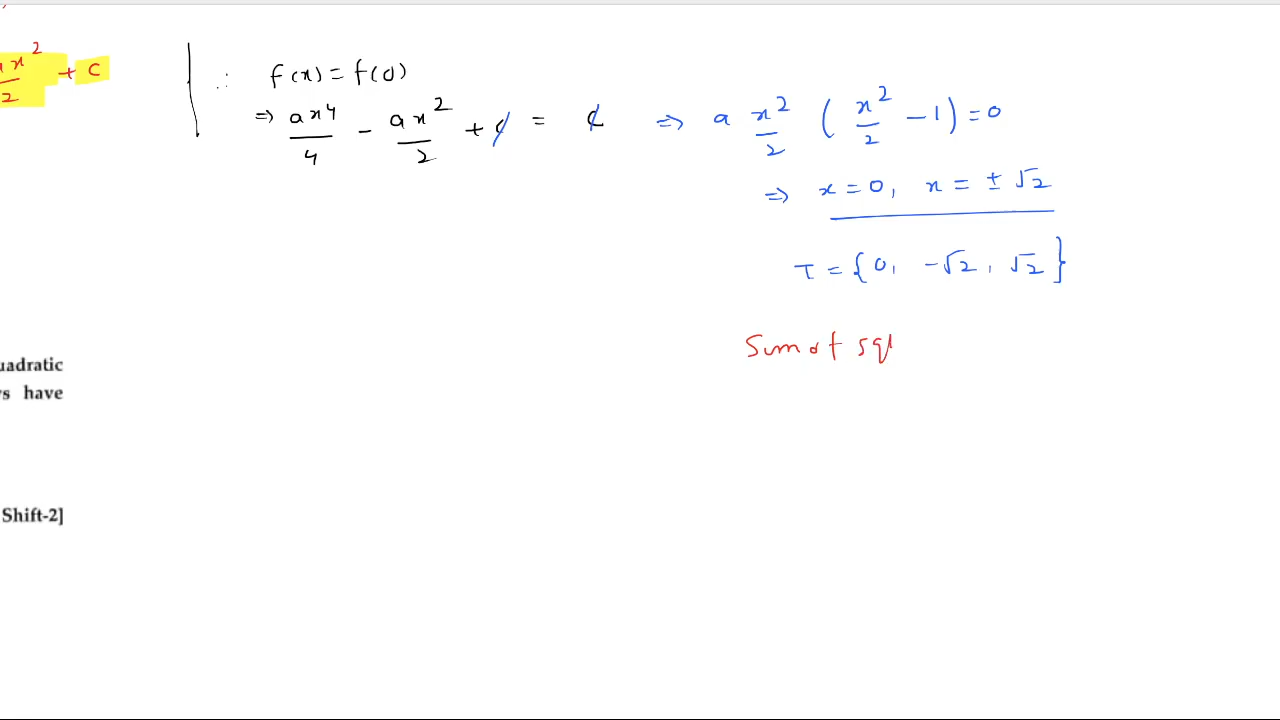 x²/2 + c
∴ f(x) = f(0)
⇒ ax4/4 - ax²/2 + c = c ⇒ a x²/2 ( x²/2 - 1) = 0
⇒ x = 0, x = ± √2
T = {0, -√2, √2}
Sum of sq
uadratic
s have
Shift-2]